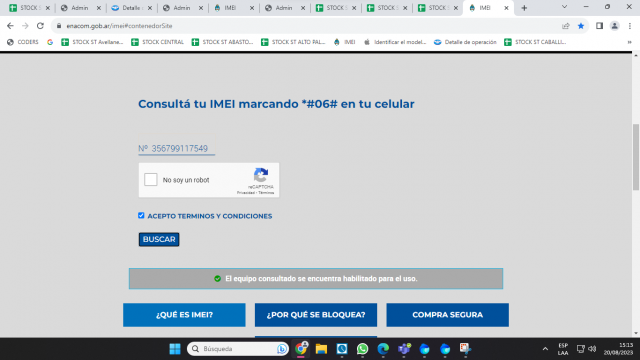 STOCK S
Admin
Detalle
Admin
IMEI
Admin
STOCK S
STOCK S
STOCK S
IMEI
enacom.gob.ar/imei#contenedorSite
CODERS
STOCK ST Avellane...
STOCK CENTRAL
STOCK ST ABASTO...
STOCK ST ALTO PAL...
IMEI
Identificar el model...
Detalle de operación
STOCK ST CABALLI...
Consultá tu IMEI marcando *#06# en tu celular
Nº 356799117549
No soy un robot
reCAPTCHA
Privacidad - Términos
ACEPTO TERMINOS Y CONDICIONES
BUSCAR
El equipo consultado se encuentra habilitado para el uso.
¿QUÉ ES IMEI?
¿POR QUÉ SE BLOQUEA?
COMPRA SEGURA
Búsqueda
ESP
LAA
15:15
20/08/2023